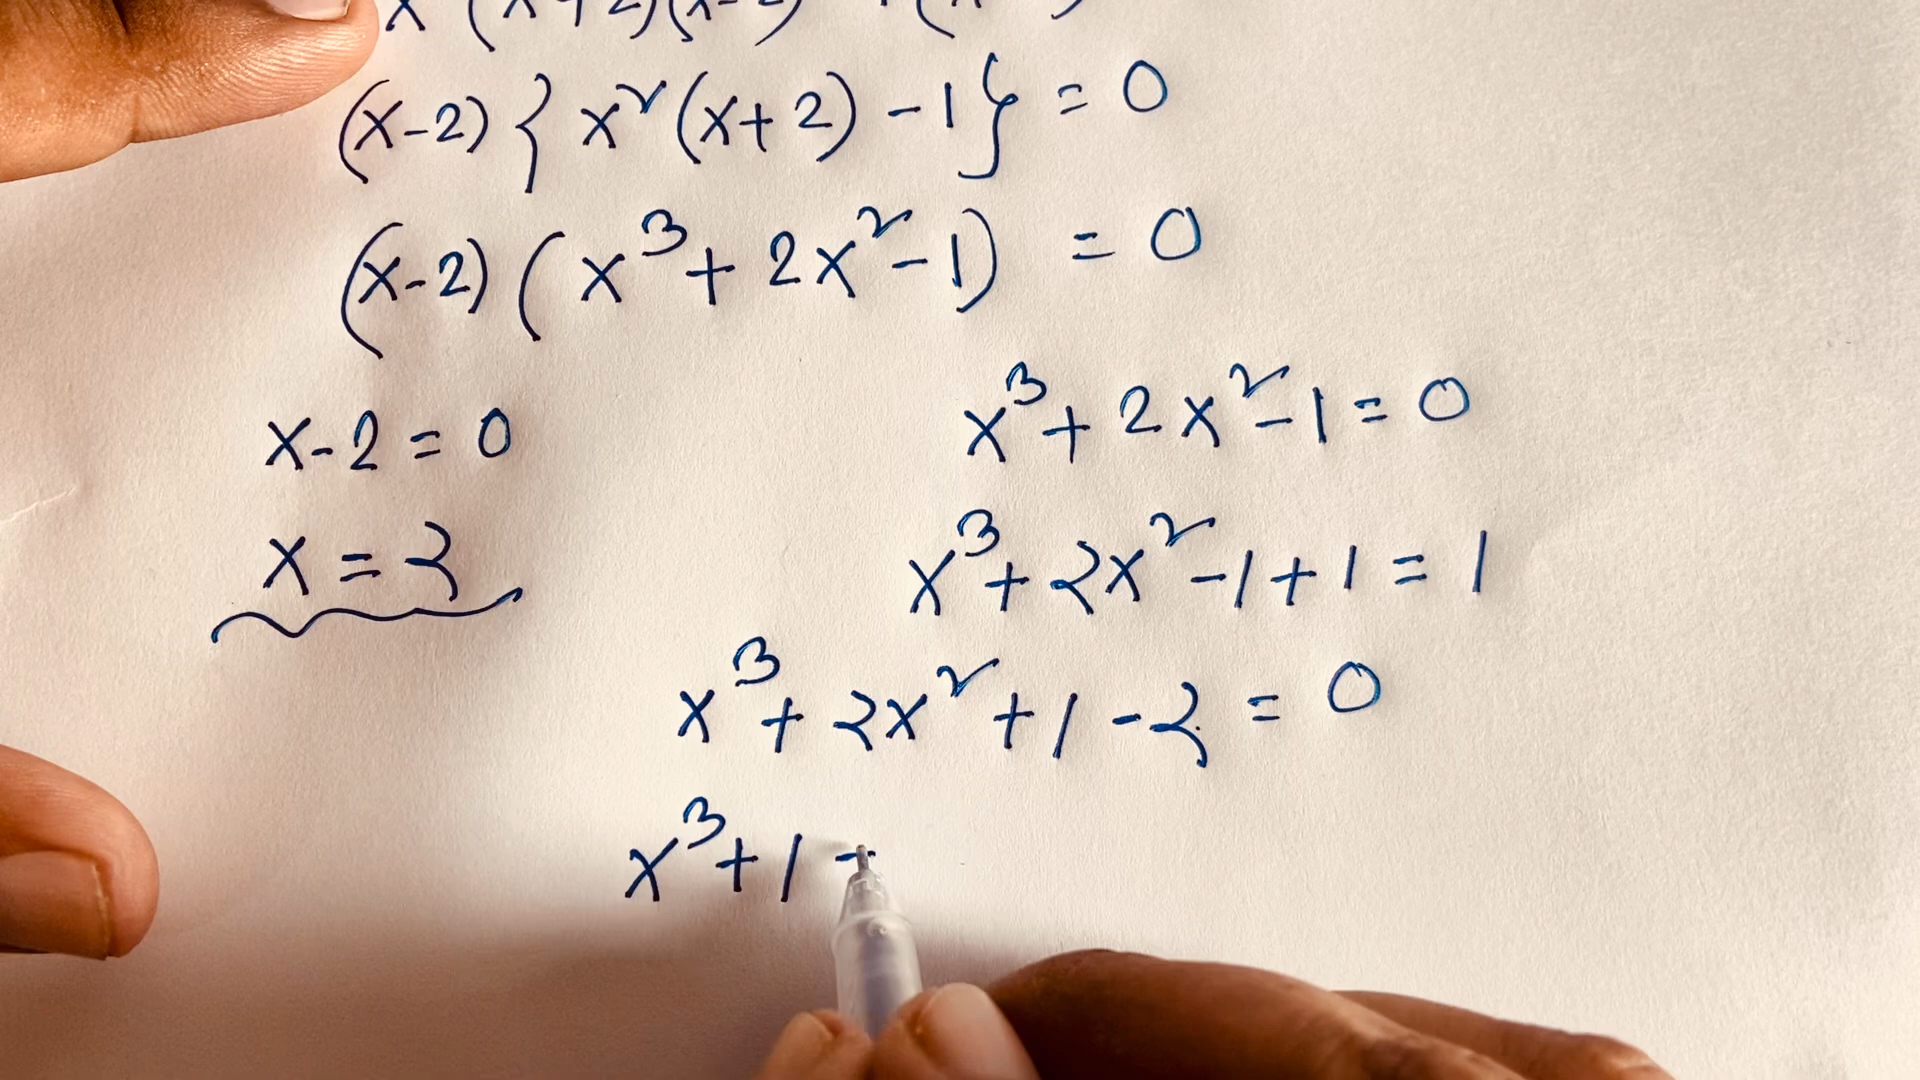 (x-2){x²(x+2)-1} = 0
(x-2)(x³+2x²-1) = 0
x-2=0
x=2
x³+2x²-1=0
x³+2x²-1+1=1
x³+2x²+1-2=0
x³+1